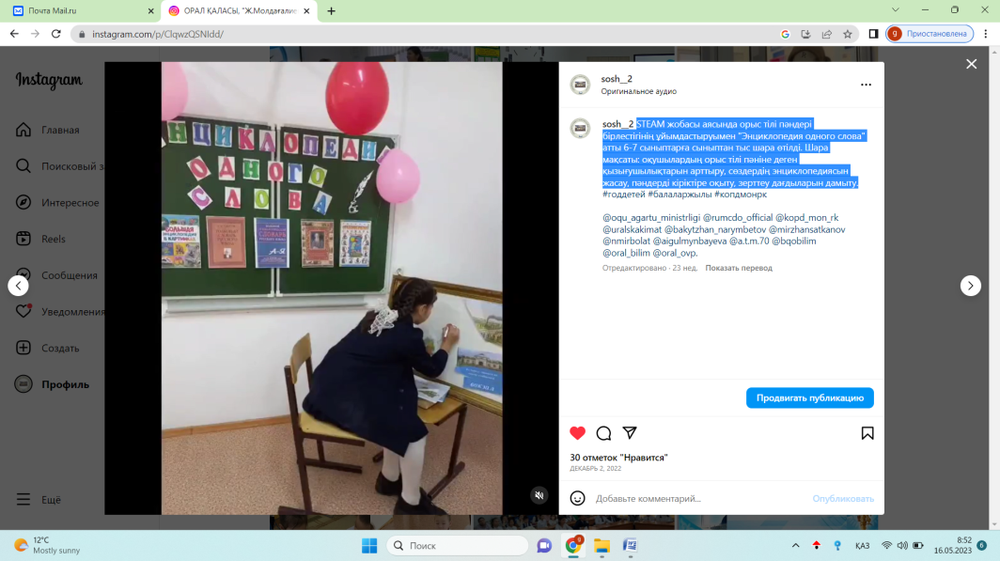 Почта Mail.ru
ОРАЛ ҚАЛАСЫ, "Ж.Молдағалие
instagram.com/p/ClqwzQSNIdd/
g
Приостановлена
Instagram
Главная
Поисковый з
Интересное
Reels
Сообщения
Уведомления
Создать
Профиль
Ещё
НЦИКЛОПЕДИ
ОДНОГО
СЛОВА
А-Я
sosh__2
Оригинальное аудио
sosh__2 STEAM жобасы аясында орыс тілі пәндері
бірлестігінің ұйымдастыруымен "Энциклопедия одного слова"
атты 6-7 сыныптарға сыныптан тыс шара өтілді. Шара
мақсаты: оқушылардың орыс тілі пәніне деген
қызығушылықтарын арттыру, сөздердің энциклопедиясын
жасау, пәндерді кіріктіре оқыту, зерттеу дағдыларын дамыту.
#годдетей #балаларжылы #копдмонрк
@oqu_agartu_ministrligi @rumcdo_official @kopd_mon_rk
@uralskakimat @bakytzhan_narymbetov @mirzhansatkanov
@nmirbolat @aigulmynbayeva @a.t.m.70 @bqobilim
@oral_bilim @oral_ovp.
Отредактировано · 23 нед. Показать перевод
Продвигать публикацию
30 отметок "Нравится"
ДЕКАБРЬ 2, 2022
Добавьте комментарий...
Опубликовать
12°C
Mostly sunny
Поиск
ҚАЗ
8:52
16.05.2023
6